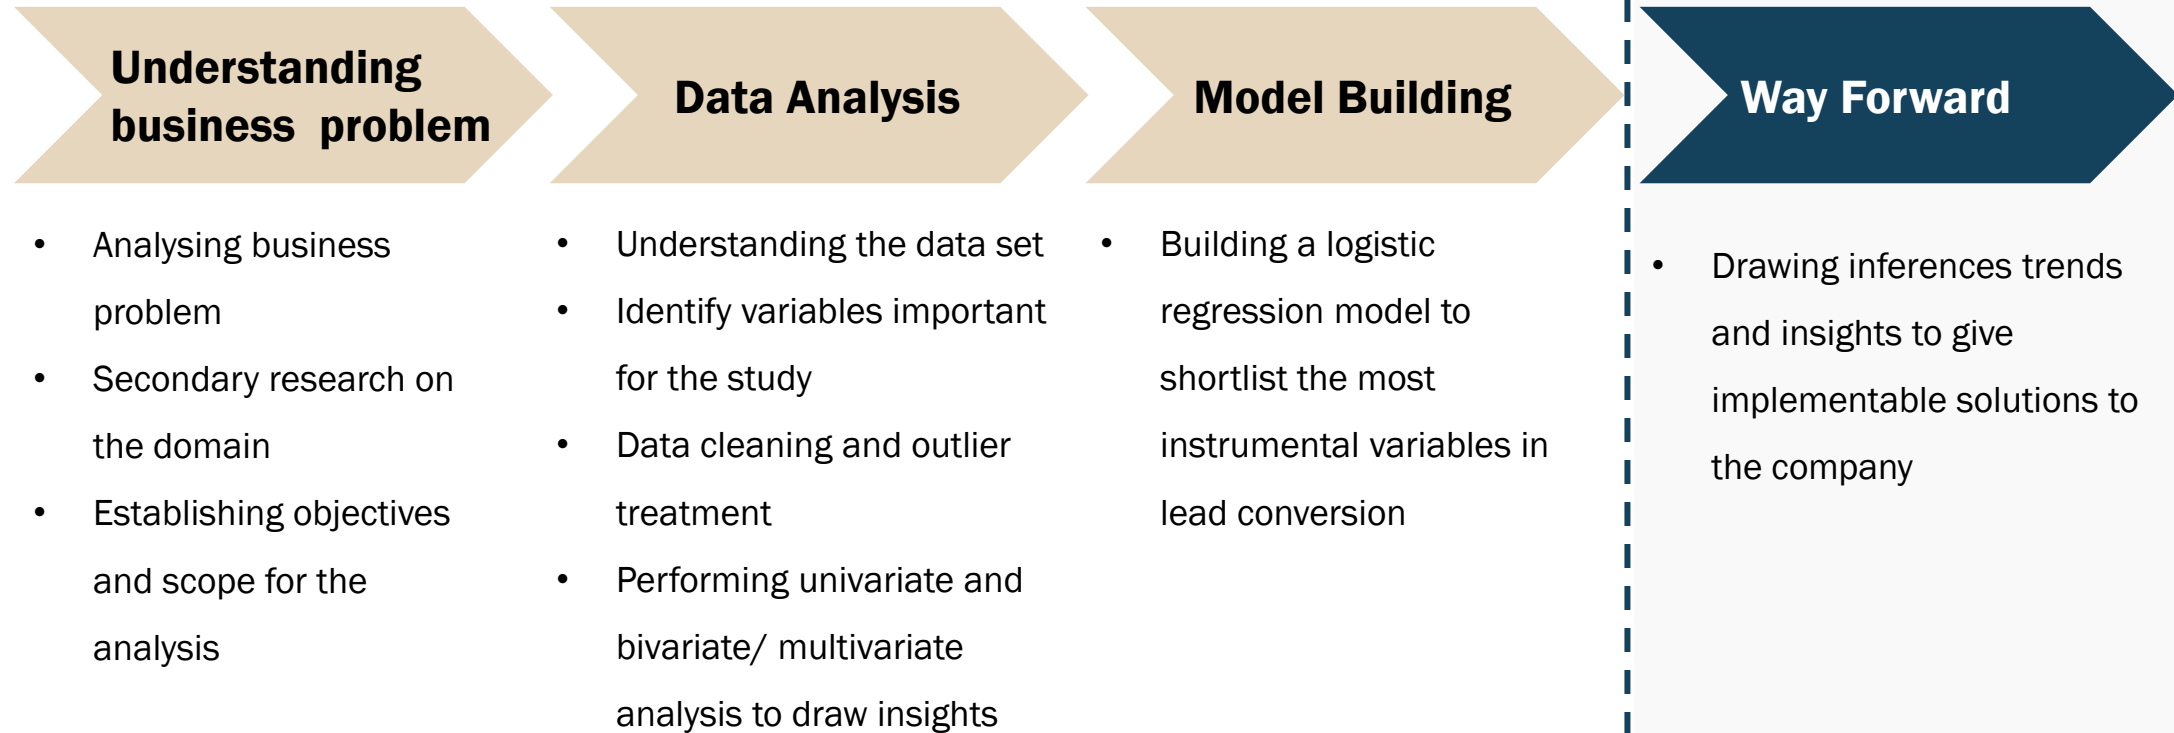 Understanding
business  problem
Data Analysis
Model Building
Way Forward
• Analysing business
problem
• Secondary research on
the domain
• Establishing objectives
and scope for the
analysis
• Understanding the data set
• Identify variables important
for the study
• Data cleaning and outlier
treatment
• Performing univariate and
bivariate/ multivariate
analysis to draw insights
• Building a logistic
regression model to
shortlist the most
instrumental variables in
lead conversion
• Drawing inferences trends
and insights to give
implementable solutions to
the company